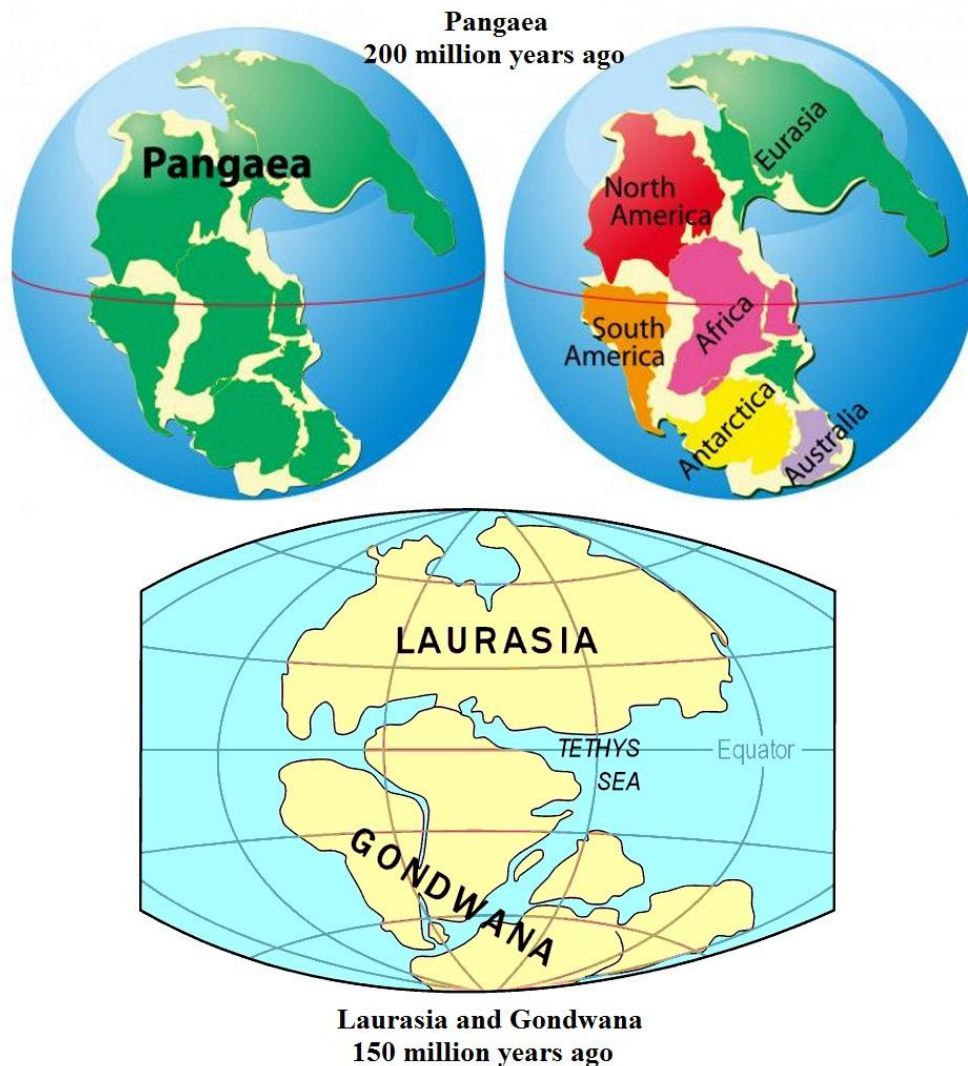 Pangaea
200 million years ago
Pangaea
Eurasia
North
America
South
America
Africa
Antarctica
Australia
LAURASIA
TETHYS
SEA
Equator
GONDWANA
Laurasia and Gondwana
150 million years ago